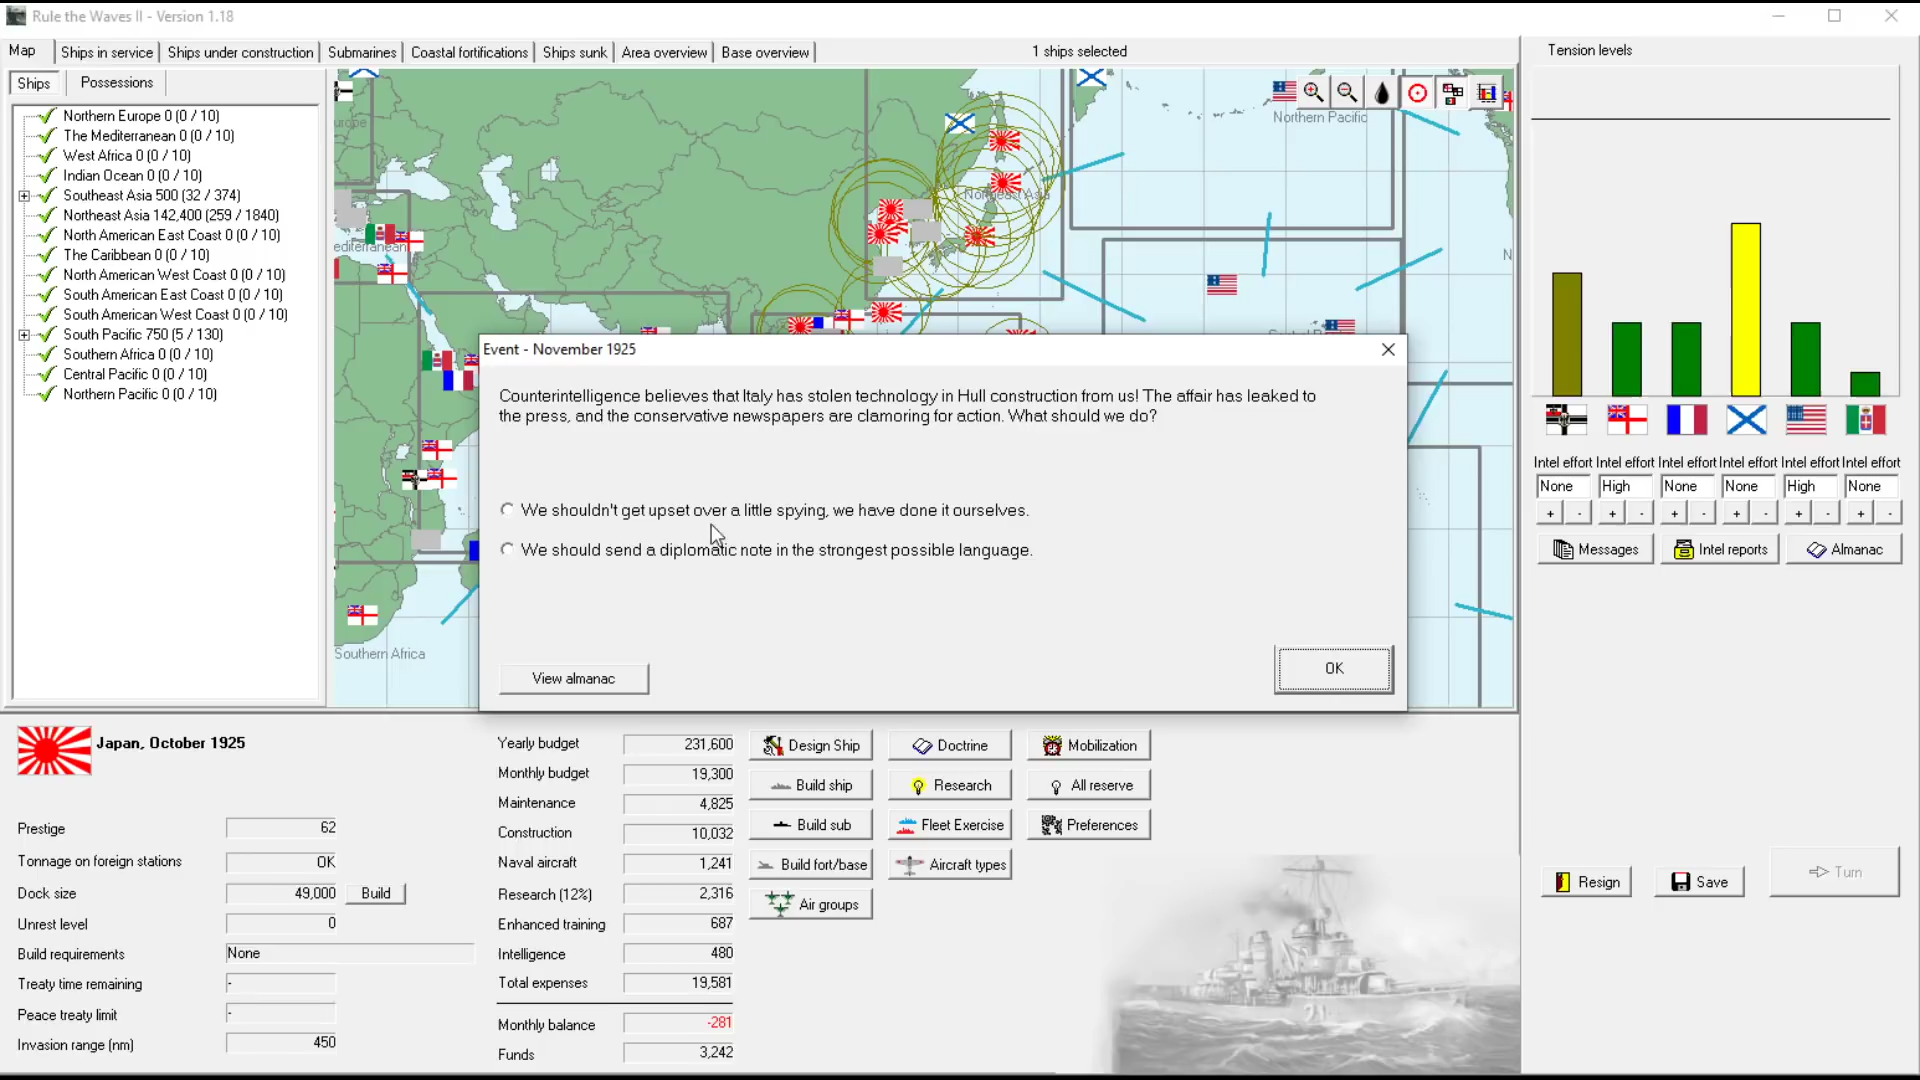 Rule the Waves II - Version 1.18
Map
Ships in service
Ships under construction
Submarines
Coastal fortifications
Ships sunk
Area overview
Base overview
1 ships selected
Tension levels
Ships
Possessions
Northern Europe 0 (0 / 10)
The Mediterranean 0 (0 / 10)
West Africa 0 (0 / 10)
Indian Ocean 0 (0 / 10)
Southeast Asia 500 (32 / 374)
Northeast Asia 142,400 (259 / 1840)
North American East Coast 0 (0 / 10)
The Caribbean 0 (0 / 10)
North American West Coast 0 (0 / 10)
South American East Coast 0 (0 / 10)
South American West Coast 0 (0 / 10)
South Pacific 750 (5 / 130)
Southern Africa 0 (0 / 10)
Central Pacific 0 (0 / 10)
Northern Pacific 0 (0 / 10)
Northern Pacific
Northeast Asia
Southern Africa
Event - November 1925
Counterintelligence believes that Italy has stolen technology in Hull construction from us! The affair has leaked to
the press, and the conservative newspapers are clamoring for action. What should we do?
We shouldn't get upset over a little spying, we have done it ourselves.
We should send a diplomatic note in the strongest possible language.
View almanac
OK
Intel effort Intel effort Intel effort Intel effort Intel effort Intel effort
None High None None High None
+ - + - + - + - + - + -
Messages
Intel reports
Almanac
Japan, October 1925
Prestige 62
Tonnage on foreign stations OK
Dock size 49,000 Build
Unrest level 0
Build requirements None
Treaty time remaining -
Peace treaty limit -
Invasion range (nm) 450
Yearly budget 231,600
Monthly budget 19,300
Maintenance 4,825
Construction 10,032
Naval aircraft 1,241
Research (12%) 2,316
Enhanced training 687
Intelligence 480
Total expenses 19,581
Monthly balance -281
Funds 3,242
Design Ship
Doctrine
Mobilization
Build ship
Research
All reserve
Build sub
Fleet Exercise
Preferences
Build fort/base
Aircraft types
Air groups
Resign
Save
Turn